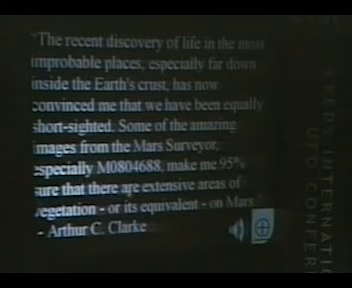 "The recent discovery of life in the most
improbable places, especially far down
inside the Earth's crust, has now
convinced me that we have been equally
short-sighted. Some of the amazing
images from the Mars Surveyor,
especially M0804688, make me 95%
sure that there are extensive areas of
vegetation - or its equivalent - on Mars."
- Arthur C. Clarke
INTERNATIO
UFO CONFER